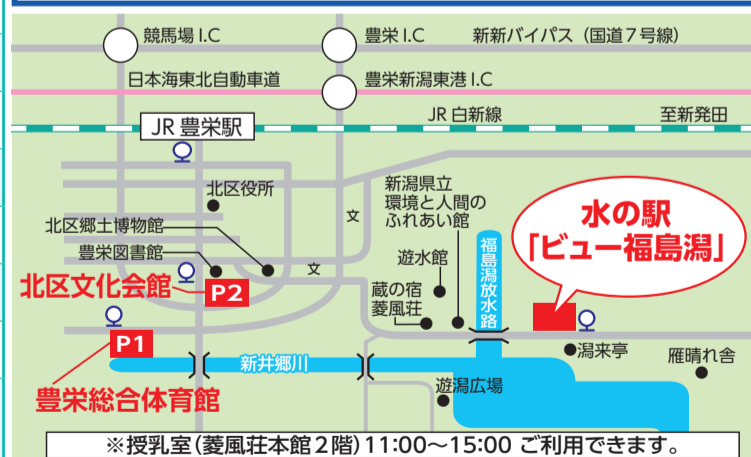 競馬場 I.C
豊栄 I.C
新新バイパス（国道7号線）
日本海東北自動車道
豊栄新潟東港 I.C
JR 白新線
至新発田
JR 豊栄駅
北区役所
新潟県立
環境と人間の
ふれあい館
水の駅
「ビュー福島潟」
文
北区郷土博物館
豊栄図書館
文
遊水館
福島潟放水路
北区文化会館
P2
蔵の宿
菱風荘
P1
新井郷川
潟来亭
雁晴れ舎
豊栄総合体育館
遊潟広場
※授乳室（菱風荘本館2階）11:00～15:00 ご利用できます。